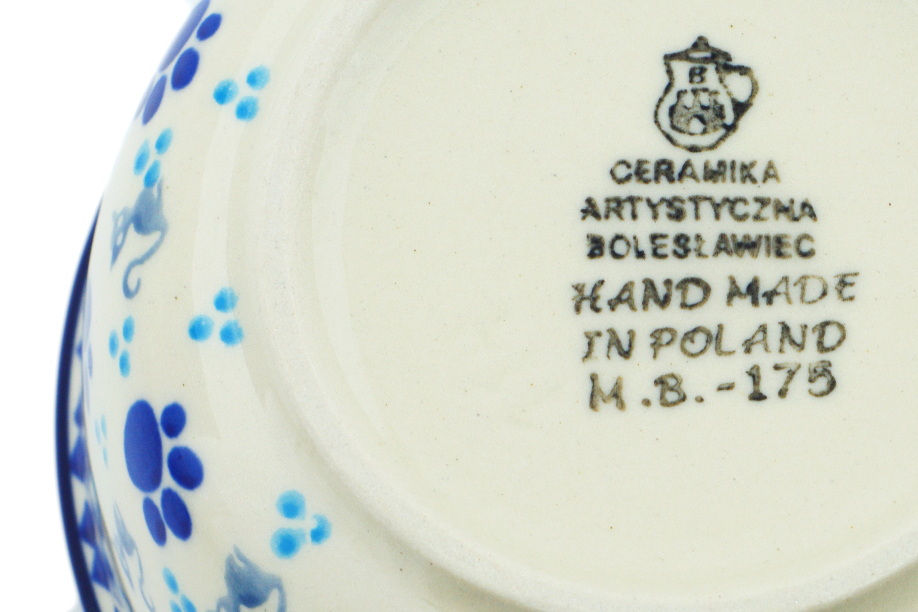 B
CERAMIKA
ARTYSTYCZNA
BOLESŁAWIEC
HAND MADE
IN POLAND
M.B.-175